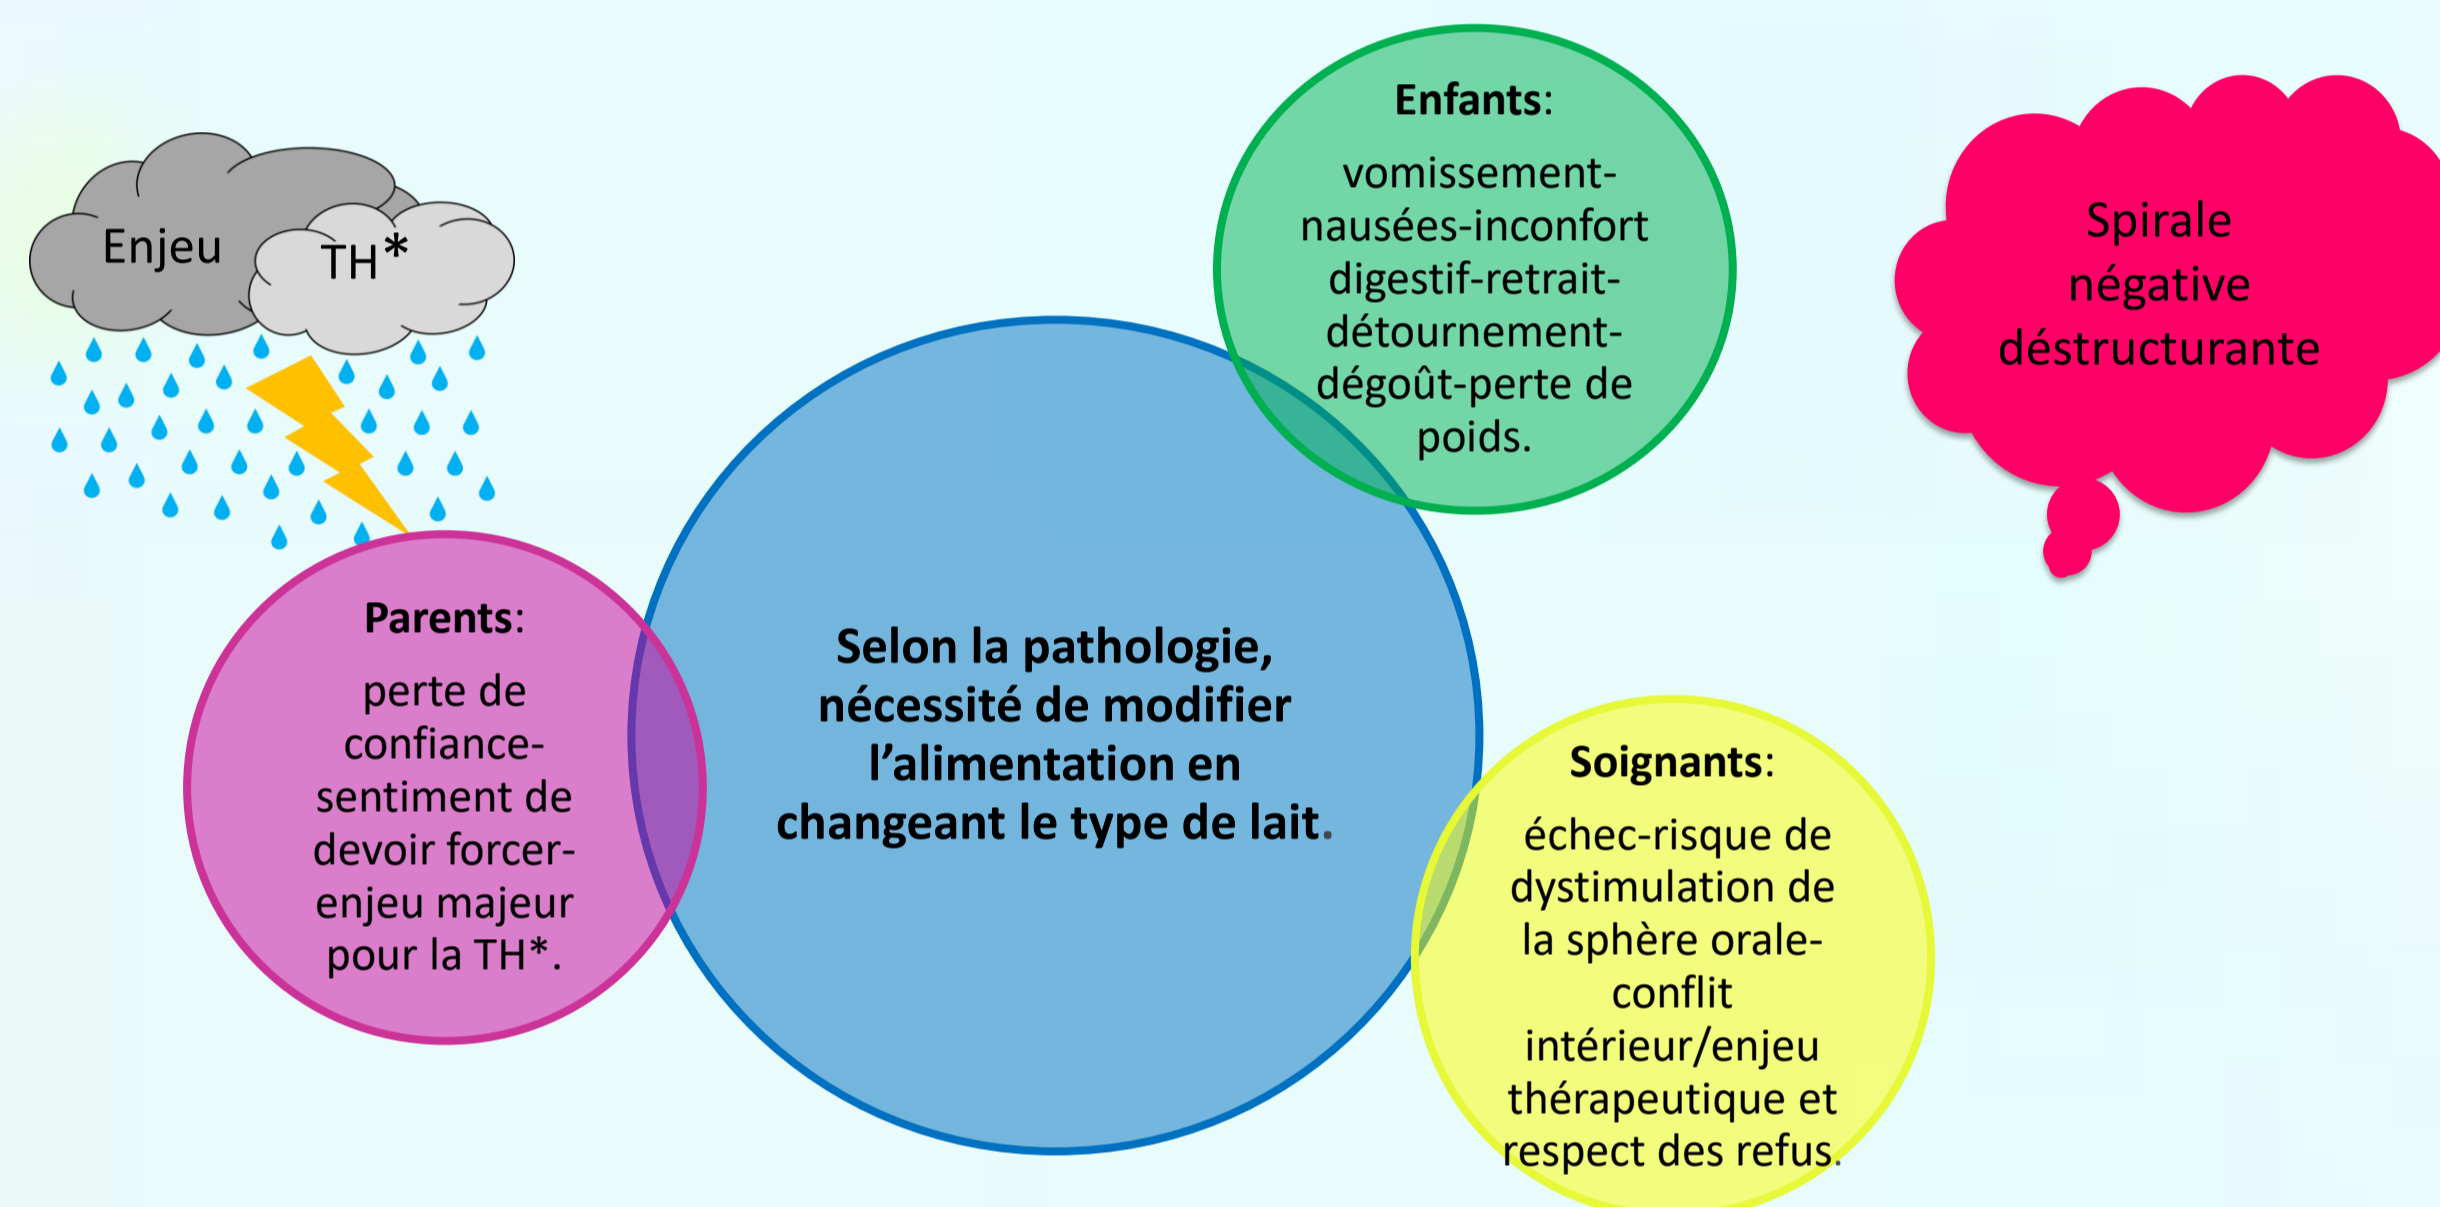 Enjeu
TH*
Enfants:
vomissement-
nausées-inconfort
digestif-retrait-
détournement-
dégoût-perte de
poids.
Spirale
négative
déstructurante
Parents:
perte de
confiance-
sentiment de
devoir forcer-
enjeu majeur
pour la TH*.
Selon la pathologie,
nécessité de modifier
l’alimentation en
changeant le type de lait.
Soignants:
échec-risque de
dystimulation de
la sphère orale-
conflit
intérieur/enjeu
thérapeutique et
respect des refus.